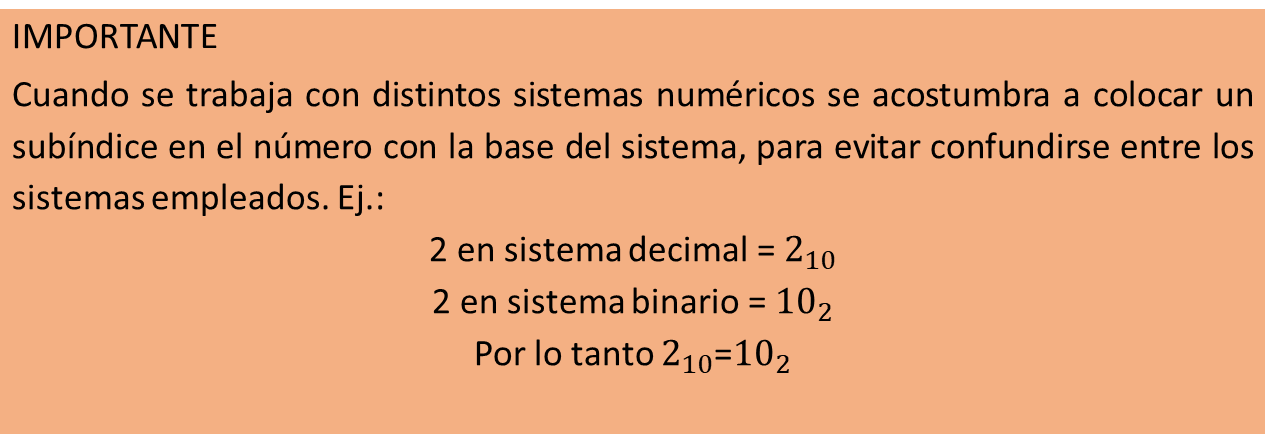 IMPORTANTE
Cuando se trabaja con distintos sistemas numéricos se acostumbra a colocar un
subíndice en el número con la base del sistema, para evitar confundirse entre los
sistemas empleados. Ej.:
2 en sistema decimal = 2₁₀
2 en sistema binario = 10₂
Por lo tanto 2₁₀=10₂